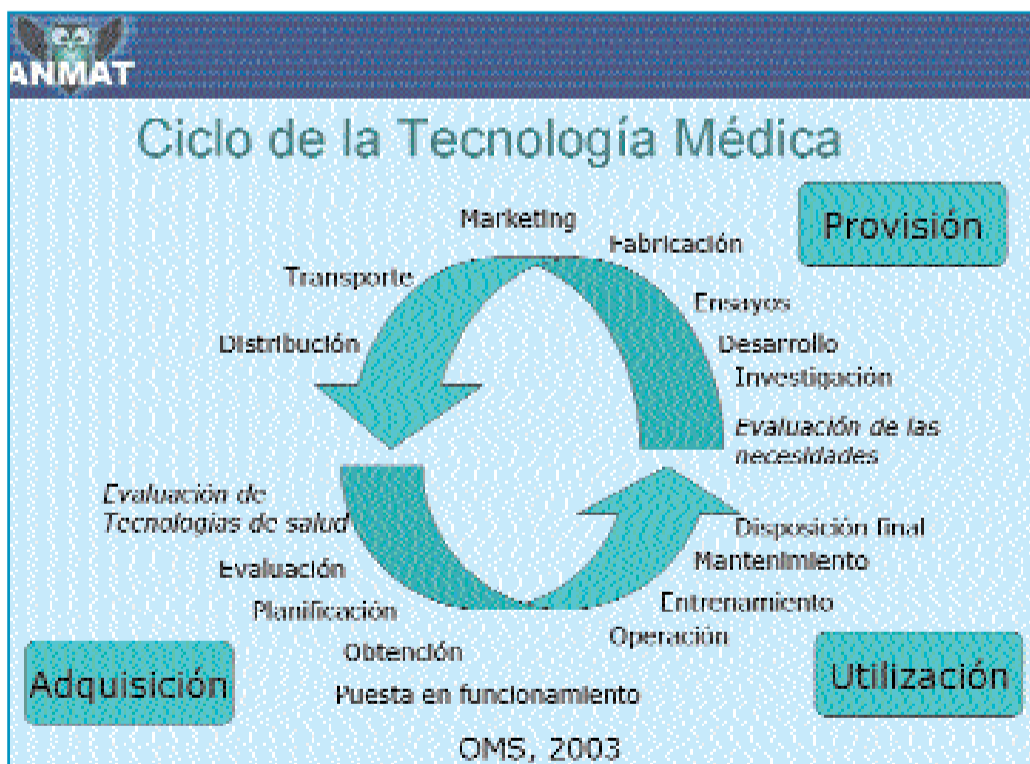 ANMAT
Ciclo de la Tecnología Médica
Provisión
Marketing
Fabricación
Transporte
Ensayos
Distribución
Desarrollo
Investigación
Evaluación de las
necesidades
Evaluación de
Tecnologías de salud
Disposición final
Evaluación
Mantenimiento
Planificación
Entrenamiento
Obtención
Operación
Adquisición
Puesta en funcionamiento
Utilización
OMS, 2003